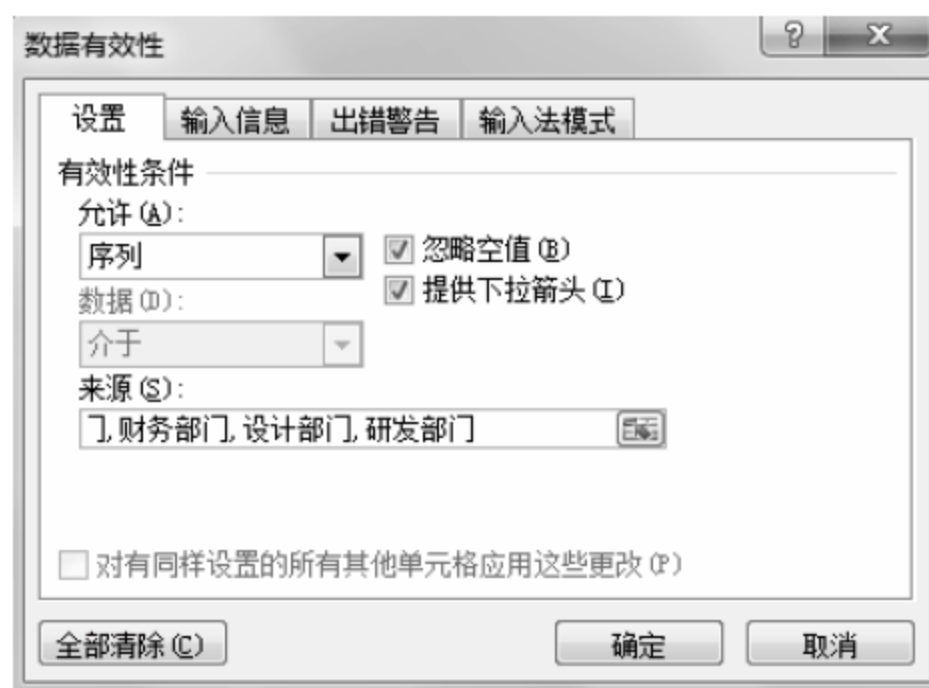 数据有效性
设置 输入信息 出错警告 输入法模式
有效性条件
允许(A):
序列 忽略空值(B)
数据(D): 提供下拉箭头(I)
介于
来源(S):
,财务部门,设计部门,研发部门
对有同样设置的所有其他单元格应用这些更改(P)
全部清除(C) 确定 取消